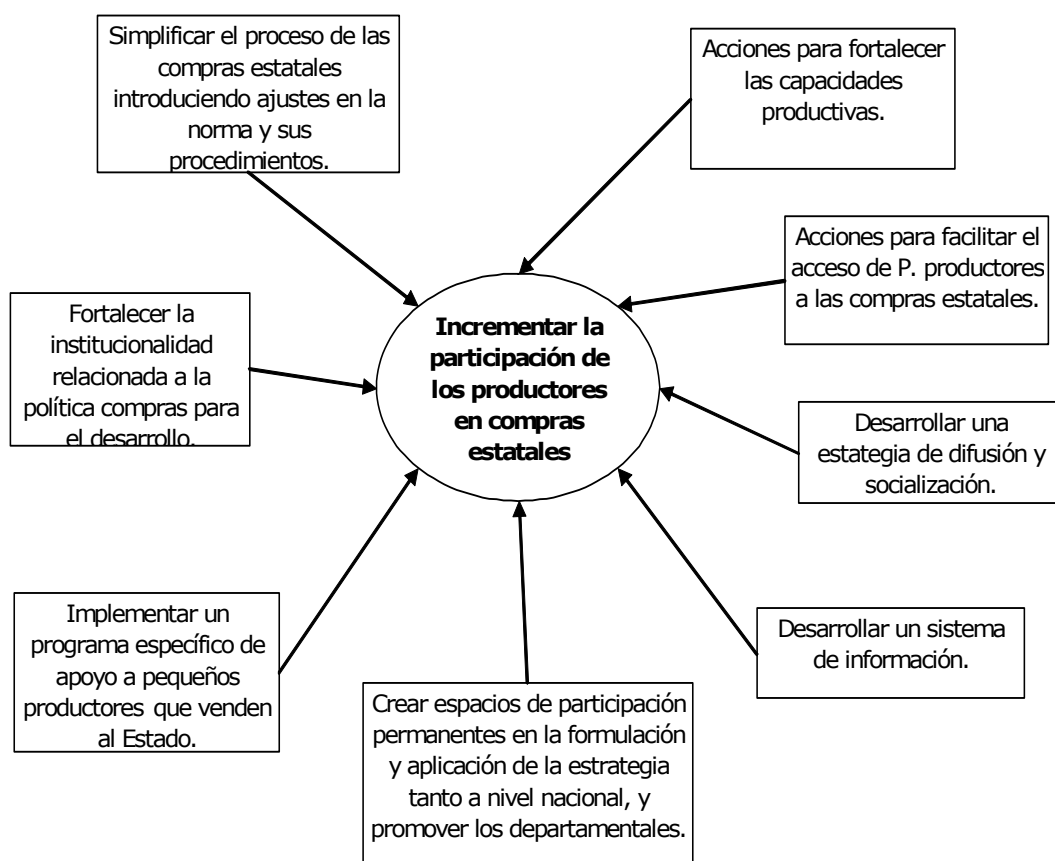 Simplificar el proceso de las
compras estatales
introduciendo ajustes en la
norma y sus
procedimientos.
Acciones para fortalecer
las capacidades
productivas.
Acciones para facilitar el
acceso de P. productores
a las compras estatales.
Fortalecer la
institucionalidad
relacionada a la
política compras para
el desarrollo.
Incrementar la
participación de
los productores
en compras
estatales
Desarrollar una
estategia de difusión y
socialización.
Implementar un
programa específico de
apoyo a pequeños
productores que venden
al Estado.
Desarrollar un sistema
de información.
Crear espacios de participación
permanentes en la formulación
y aplicación de la estrategia
tanto a nivel nacional, y
promover los departamentales.